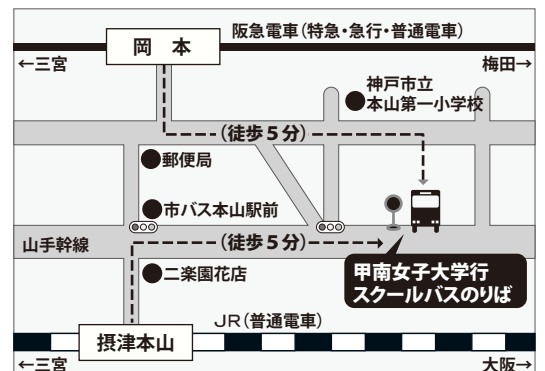 阪急電車(特急・急行・普通電車)
岡本
←三宮
梅田→
神戸市立
本山第一小学校
(徒歩5分)
郵便局
市バス本山駅前
山手幹線
(徒歩5分)
二楽園花店
甲南女子大学行
スクールバスのりば
JR(普通電車)
摂津本山
←三宮
大阪→